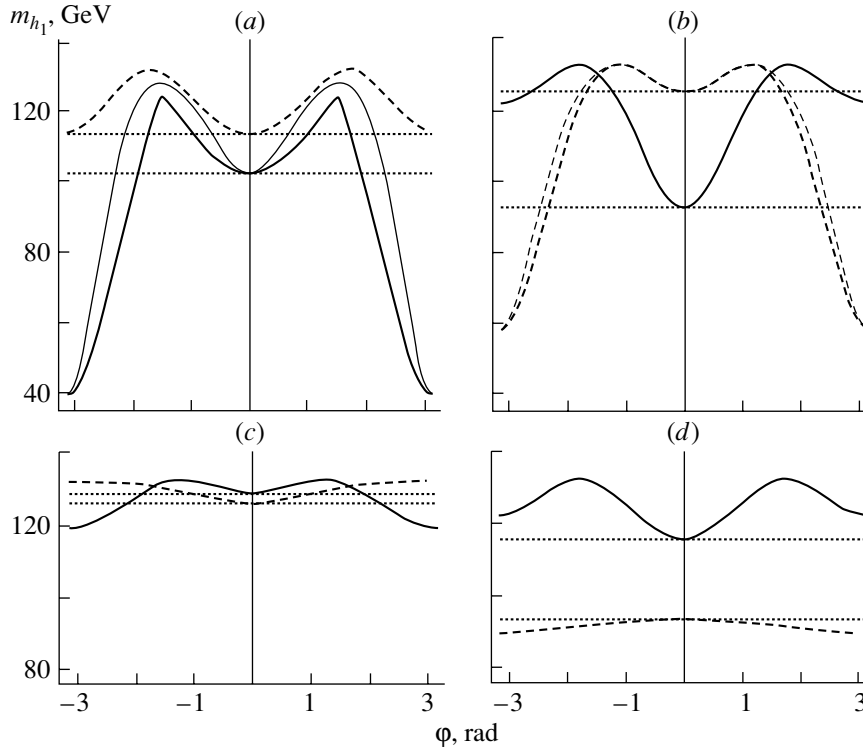 m_{h_1}, GeV
(a)
(b)
120
80
40
(c)
(d)
120
80
−3 −1 1 3
−3 −1 1 3
φ, rad